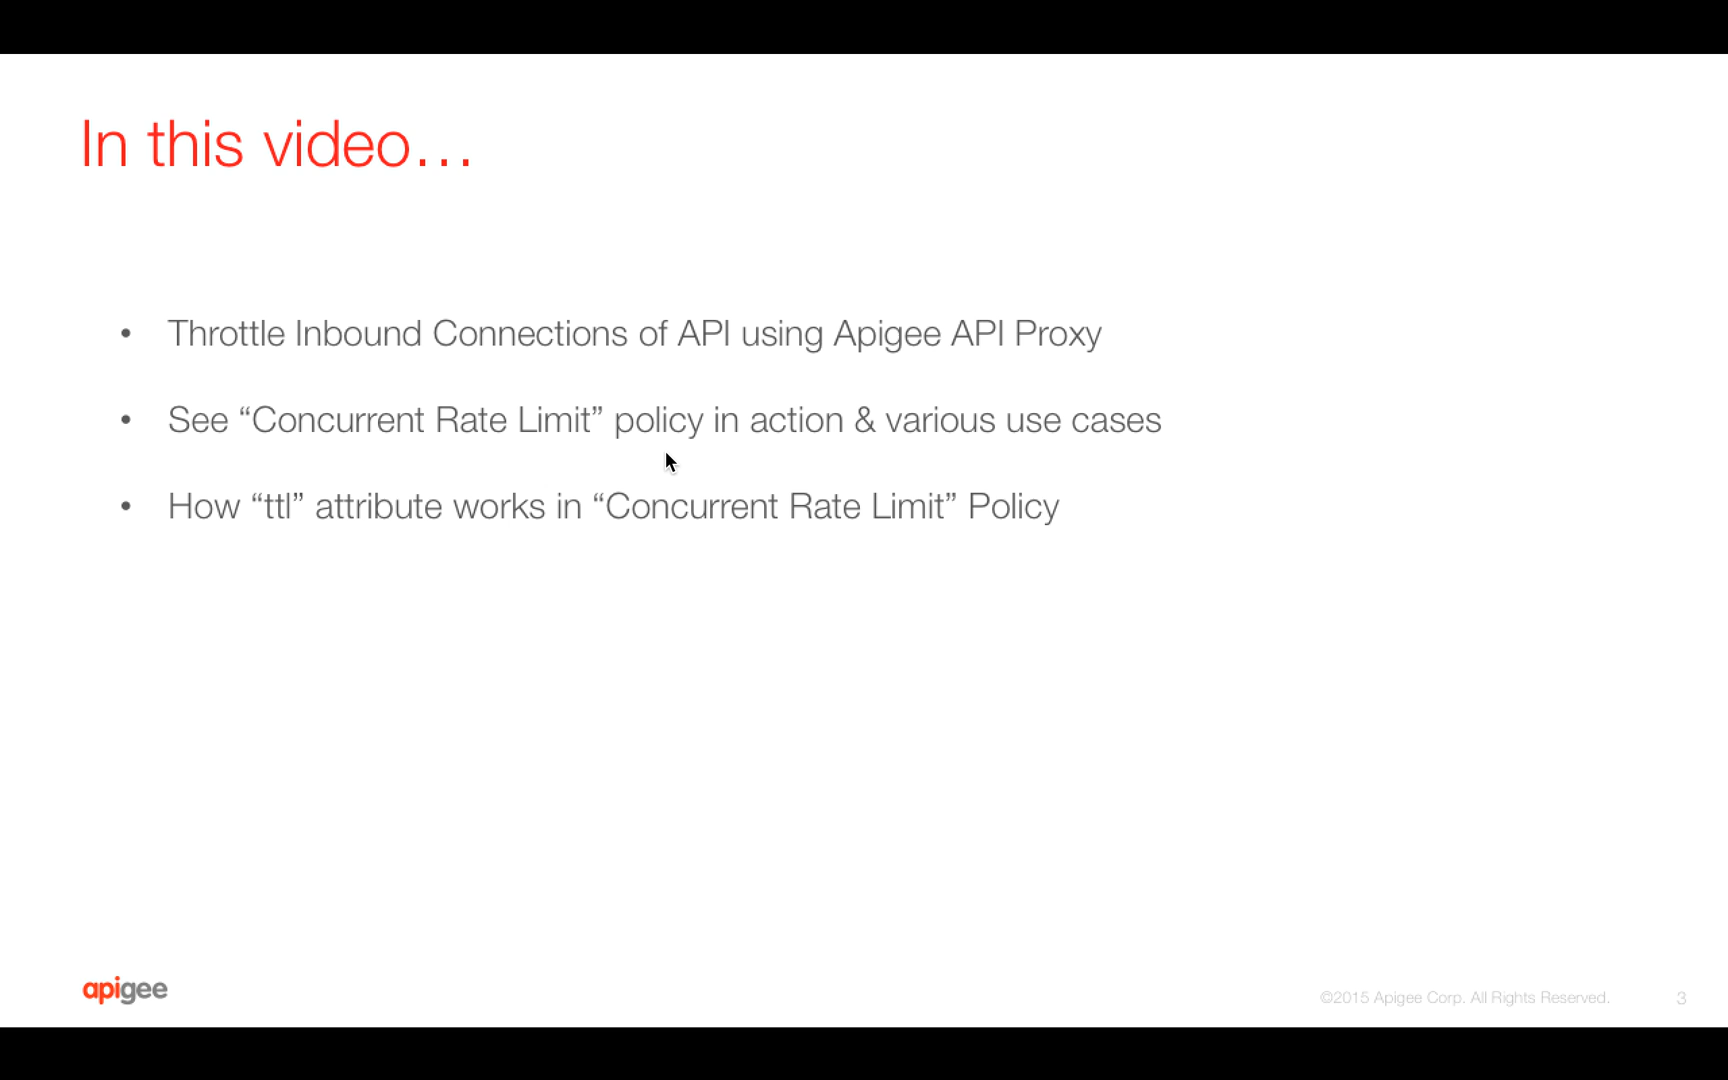 In this video…
• Throttle Inbound Connections of API using Apigee API Proxy
• See “Concurrent Rate Limit” policy in action & various use cases
• How “ttl” attribute works in “Concurrent Rate Limit” Policy
apigee
©2015 Apigee Corp. All Rights Reserved.
3